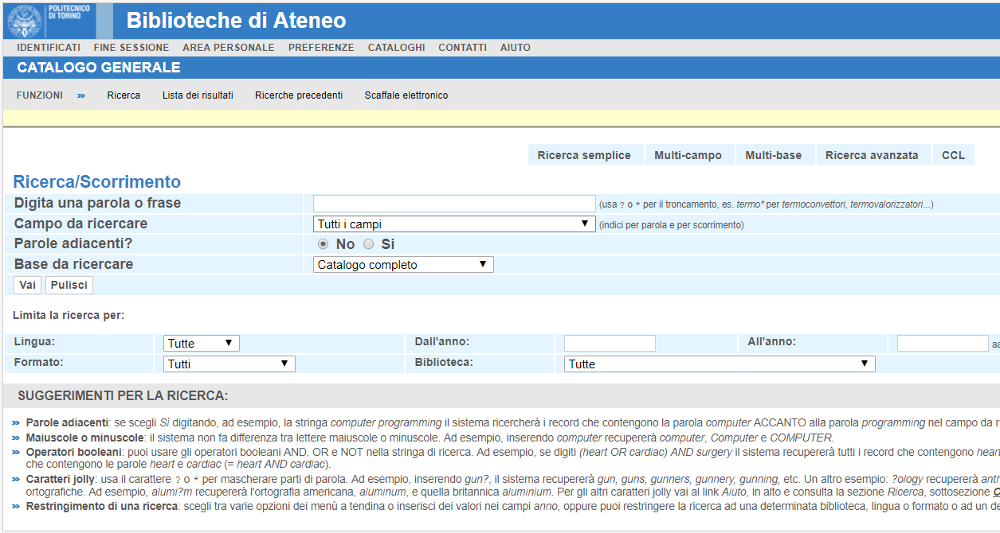 POLITECNICO
DI TORINO
Biblioteche di Ateneo
IDENTIFICATI FINE SESSIONE AREA PERSONALE PREFERENZE CATALOGHI CONTATTI AIUTO
CATALOGO GENERALE
FUNZIONI » Ricerca Lista dei risultati Ricerche precedenti Scaffale elettronico
Ricerca semplice Multi-campo Multi-base Ricerca avanzata CCL
Ricerca/Scorrimento
Digita una parola o frase (usa ? o * per il troncamento, es. termo* per termoconvettori, termovalorizzatori...)
Campo da ricercare Tutti i campi (indici per parola e per scorrimento)
Parole adiacenti? No Si
Base da ricercare Catalogo completo
Vai Pulisci
Limita la ricerca per:
Lingua: Tutte Dall'anno: All'anno: aa
Formato: Tutti Biblioteca: Tutte
SUGGERIMENTI PER LA RICERCA:
» Parole adiacenti: se scegli Sì digitando, ad esempio, la stringa computer programming il sistema ricercherà i record che contengono la parola computer ACCANTO alla parola programming nel campo da
» Maiuscole o minuscole: il sistema non fa differenza tra lettere maiuscole o minuscole. Ad esempio, inserendo computer recupererà computer, Computer e COMPUTER.
» Operatori booleani: puoi usare gli operatori booleani AND, OR e NOT nella stringa di ricerca. Ad esempio, se digiti (heart OR cardiac) AND surgery il sistema recupererà tutti i record che contengono heart
che contengono le parole heart e cardiac (= heart AND cardiac).
» Caratteri jolly: usa il carattere ? o * per mascherare parti di parola. Ad esempio, inserendo gun?, il sistema recupererà gun, guns, gunners, gunnery, gunning, etc. Un altro esempio: ?ology recupererà anth
ortografiche. Ad esempio, alumi?m recupererà l'ortografia americana, aluminum, e quella britannica aluminium. Per gli altri caratteri jolly vai al link Aiuto, in alto e consulta la sezione Ricerca, sottosezione C
» Restringimento di una ricerca: scegli tra varie opzioni dei menù a tendina o inserisci dei valori nei campi anno, oppure puoi restringere la ricerca ad una determinata biblioteca, lingua o formato o ad un de